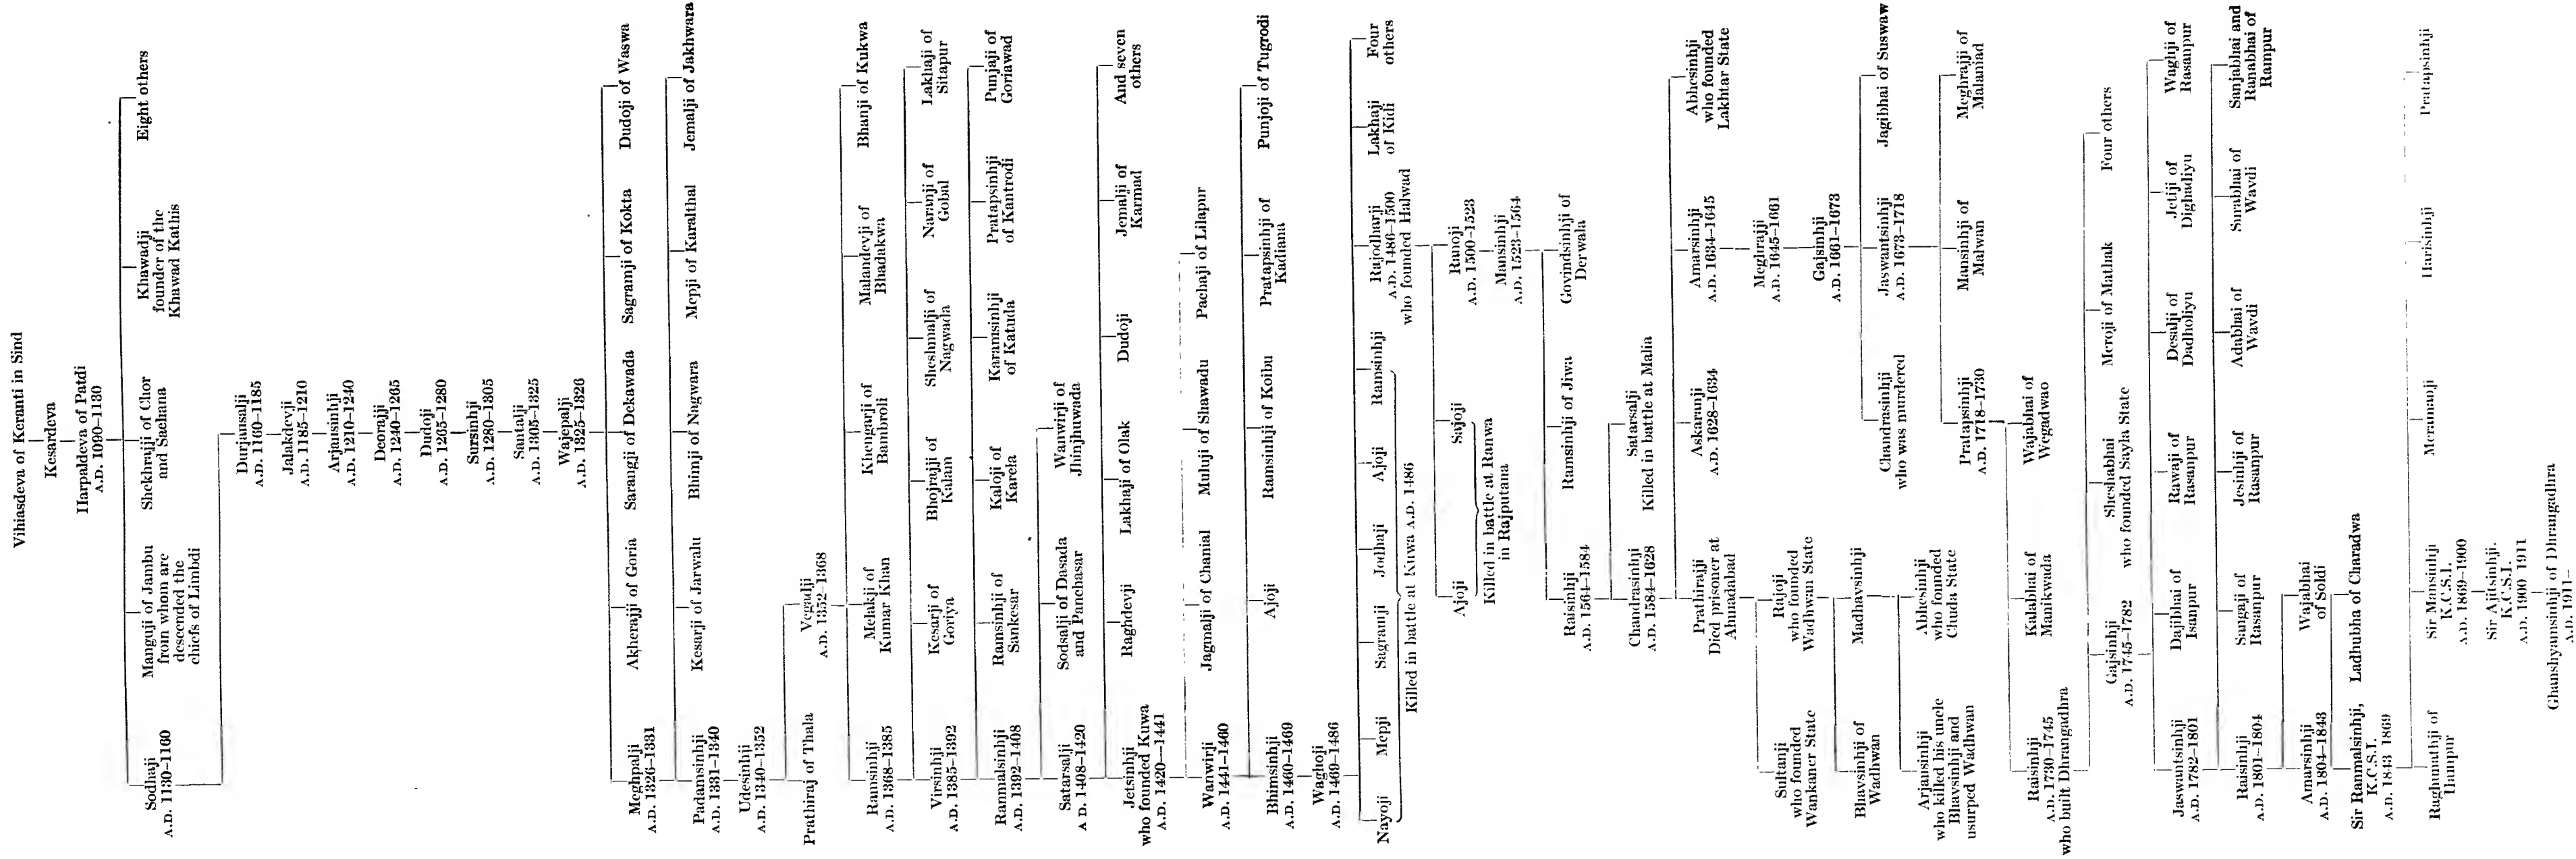 Vihiasdeva of Keranti in Sind
Kesardeva
Harpaldeva of Patdi
A.D. 1090–1130
Sodhaji
A.D. 1130–1160
Manguji of Jambu
from whom are
descended the
chiefs of Limbdi
Shekhraji of Chor
and Sachana
Khawadji
founder of the
Khawad Kathis
Eight others
Durjansalji
A.D. 1160–1185
Jalakdevji
A.D. 1185–1210
Arjansinhji
A.D. 1210–1240
Deorajji
A.D. 1240–1265
Dudoji
A.D. 1265–1280
Sursinhji
A.D. 1280–1305
Santalji
A.D. 1305–1325
Wajepalji
A.D. 1325–1326
Meghpalji
A.D. 1326–1331
Akherajji of Goria
Sarangji of Dekawada
Sagramji of Kokta
Dudoji of Waswa
Padamsinhji
A.D. 1331–1340
Kesarji of Jarwalu
Bhimji of Nagwara
Mepji of Karalthal
Jemalji of Jakhwara
Udesinhji
A.D. 1340–1352
Prathiraj of Thala
Vegadji
A.D. 1352–1368
Ramsinhji
A.D. 1368–1385
Melakji of
Kumar Khan
Khengarji of
Bambroli
Malamdevji of
Bhadakwa
Bhanji of Kukwa
Virsinhji
A.D. 1385–1392
Kesarji of
Goriya
Bhojrajji of
Kalam
Sheshmalji of
Nagwada
Naranji of
Gobal
Lakhaji of
Sitapur
Ranmalsinhji
A.D. 1392–1408
Ramsinhji of
Sankesar
Kaloji of
Karela
Karamsinhji
of Katuda
Pratapsinhji
of Kantrodi
Punjaji of
Goriawad
Satarsalji
A D. 1408–1420
Sodsalji of Dasada
and Panchasar
Wanwirji of
Jhinjhuwada
Jetsinhji
who founded Kuwa
A.D. 1420–1441
Raghdevji
Lakhaji of Olak
Dudoji
Jemalji of
Karmad
And seven
others
Wanwirji
A.D. 1441–1460
Jagmalji of Chanial
Muluji of Shawadu
Pachaji of Lilapur
Bhimsinhji
A.D. 1460–1469
Ajoji
Ramsinhji of Koibu
Pratapsinhji of
Kadiana
Punjoji of Tugrodi
Waghoji
A.D. 1469–1486
Nayoji
Mepji
Sagramji
Jodhaji
Ajoji
Ramsinhji
Rajodharji
A.D. 1486–1500
who founded Halwad
Lakhaji
of Kidi
Four
others
Killed in battle at Kuwa A.D. 1486
Ajoji
Sajoji
Ranoji
A.D. 1500–1523
Killed in battle at Ranwa
in Rajputana
Mansinhji
A.D. 1523–1564
Raisinhji
A.D. 1564–1584
Ramsinhji of Jiwa
Govindsinhji of
Derwala
Chandrasinhji
A.D. 1584–1628
Satarsalji
Killed in battle at Malia
Prathirajji
Died prisoner at
Ahmadabad
Askaranji
A.D. 1628–1634
Amarsinhji
A.D. 1634–1645
Abhesinhji
who founded
Lakhtar State
Meghrajji
A.D. 1645–1661
Gajsinhji
A.D. 1661–1673
Sultanji
who founded
Wankaner State
Rajoji
who founded
Wadhwan State
Bhavsinhji of
Wadhwan
Madhavsinhji
Chandrasinhji
who was murdered
Jaswantsinhji
A.D. 1673–1718
Jagibhai of Suswaw
Arjansinhji
who killed his uncle
Bhavsinhji and
usurped Wadhwan
Abhesinhji
who founded
Chuda State
Pratapsinhji
A.D. 1718–1730
Mansinhji of
Malwan
Meghrajji of
Malaniad
Raisinhji
A.D. 1730–1745
who built Dhrangadhra
Kalabhai of
Manikwada
Wajabhai of
Wegadwao
Gajsinhji
A.D. 1745–1782
Sheshabhai
who founded Sayla State
Meroji of Mathak
Four others
Jaswantsinhji
A.D. 1782–1801
Dajibhai of
Isanpur
Rawaji of
Rasanpur
Desalji of
Dadholiyu
Jetiji of
Dighadiyu
Waghji of
Rasanpur
Raisinhji
A.D. 1801–1804
Sangaji of
Rasanpur
Jesinhji of
Rasanpur
Adabhai of
Wavdi
Surabhai of
Wavdi
Sanjabhai and
Ranabhai of
Rampur
Amarsinhji
A.D. 1804–1843
Wajabhai
of Soldi
Sir Ranmalsinhji,
K.C.S.I.
A.D. 1843 1869
Ladhubha of Charadwa
Raghunathji of
Sir Mansinhji
K.C.S.I.
A.D. 1869–1900
Meramanji
Harisinhji
Pratapsinhji
Sir Ajitsinhji.
K.C.S.I.
A.D. 1900 1911
Ghanshyamsinhji of Dhrangadhra
A.D. 1911–